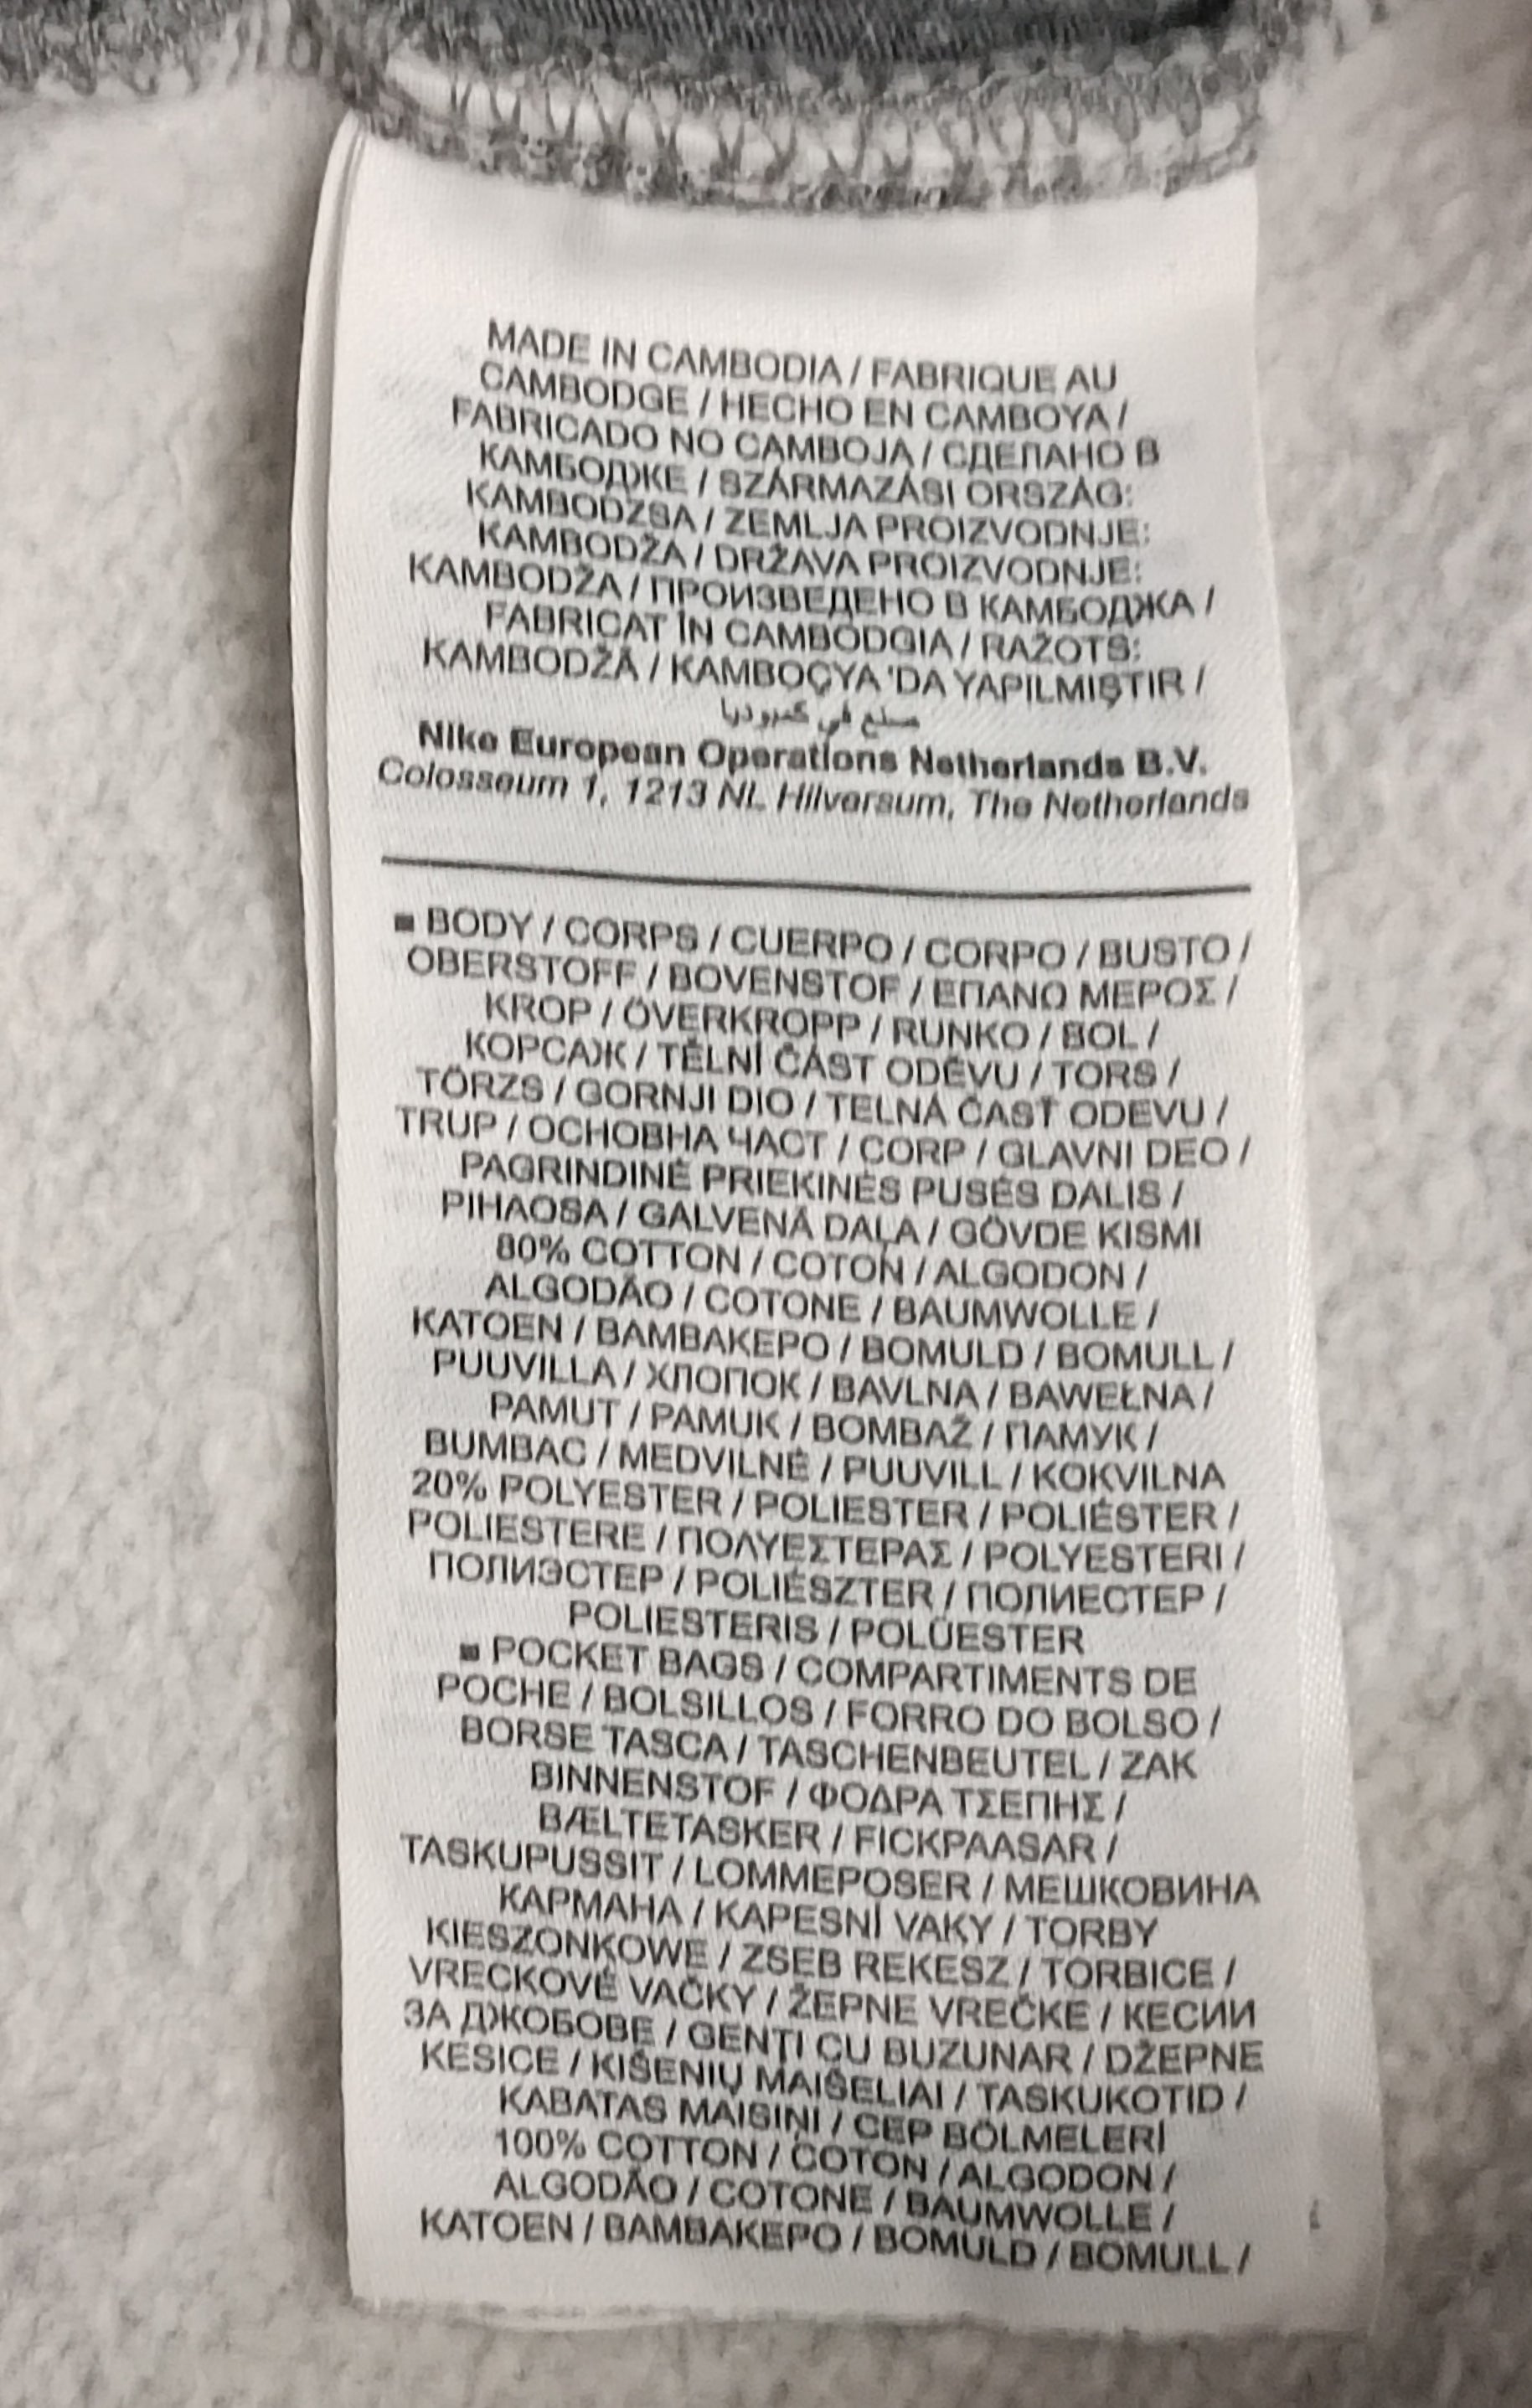 MADE IN CAMBODIA / FABRIQUE AU
CAMBODGE / HECHO EN CAMBOYA /
FABRICADO NO CAMBOJA / СДЕЛАНО В
КАМБОДЖЕ / SZÁRMAZÁSI ORSZÁG:
KAMBODZSA / ZEMLJA PROIZVODNJE:
KAMBODŽA / DRŽAVA PROIZVODNJE:
KAMBODŽA / ПРОИЗВЕДЕНО В КАМБОДЖА /
FABRICAT ÎN CAMBODGIA / RAŽOTS:
KAMBODŽĀ / KAMBOÇYA 'DA YAPILMIŞTIR /
صنع في كمبوديا
Nike European Operations Netherlands B.V.
Colosseum 1, 1213 NL Hilversum, The Netherlands
■ BODY / CORPS / CUERPO / CORPO / BUSTO /
OBERSTOFF / BOVENSTOF / ΕΠΑΝΩ ΜΕΡΟΣ /
KROP / ÖVERKROPP / RUNKO / BOL /
КОРСАЖ / TĚLNÍ ČÁST ODĚVU / TORS /
TÖRZS / GORNJI DIO / TELNÁ ČASŤ ODEVU /
TRUP / ОСНОВНА ЧАСТ / CORP / GLAVNI DEO /
PAGRINDINĖ PRIEKINĖS PUSĖS DALIS /
PIHAOSA / GALVENĀ DAĻA / GÖVDE KISMI
80% COTTON / COTON / ALGODON /
ALGODÃO / COTONE / BAUMWOLLE /
KATOEN / ΒΑΜΒΑΚΕΡΟ / BOMULD / BOMULL /
PUUVILLA / ХЛОПОК / BAVLNA / BAWEŁNA /
PAMUT / PAMUK / BOMBAŽ / ПАМУК /
BUMBAC / MEDVILNĖ / PUUVILL / KOKVILNA
20% POLYESTER / POLIESTER / POLIÉSTER /
POLIESTERE / ΠΟΛΥΕΣΤΕΡΑΣ / POLYESTERI /
ПОЛИЭСТЕР / POLIÉSZTER / ПОЛИЕСТЕР /
POLIESTERIS / POLÜESTER
■ POCKET BAGS / COMPARTIMENTS DE
POCHE / BOLSILLOS / FORRO DO BOLSO /
BORSE TASCA / TASCHENBEUTEL / ZAK
BINNENSTOF / ΦΟΔΡΑ ΤΣΕΠΗΣ /
BÆLTETASKER / FICKPAASAR /
TASKUPUSSIT / LOMMEPOSER / МЕШКОВИНА
КАРМАНА / KAPESNÍ VAKY / TORBY
KIESZONKOWE / ZSEB REKESZ / TORBICE /
VRECKOVÉ VAČKY / ŽEPNE VREČKE / КЕСИИ
ЗА ДЖОБОВЕ / GENŢI CU BUZUNAR / DŽEPNE
KESICE / KIŠENIŲ MAIŠELIAI / TASKUKOTID /
KABATAS MAISIŅI / CEP BÖLMELERİ
100% COTTON / COTON / ALGODON /
ALGODÃO / COTONE / BAUMWOLLE /
KATOEN / ΒΑΜΒΑΚΕΡΟ / BOMULD / BOMULL /